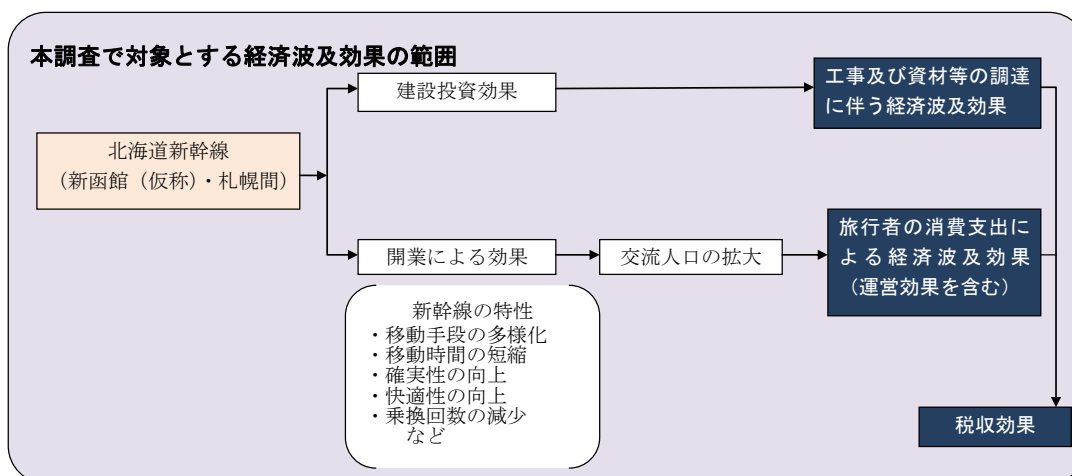 本調査で対象とする経済波及効果の範囲
建設投資効果
工事及び資材等の調達
に伴う経済波及効果
北海道新幹線
（新函館（仮称）・札幌間）
開業による効果
交流人口の拡大
旅行者の消費支出に
よる経済波及効果
（運営効果を含む）
新幹線の特性
・移動手段の多様化
・移動時間の短縮
・確実性の向上
・快適性の向上
・乗換回数の減少
など
税収効果